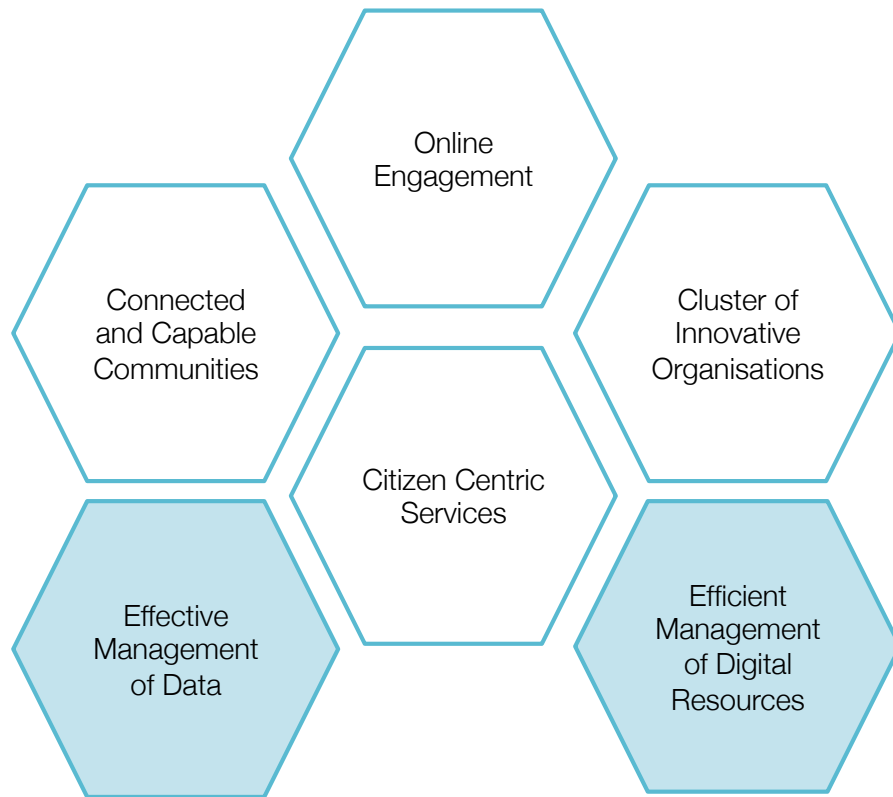 Online
Engagement
Connected
and Capable
Communities
Cluster of
Innovative
Organisations
Citizen Centric
Services
Effective
Management
of Data
Efficient
Management
of Digital
Resources